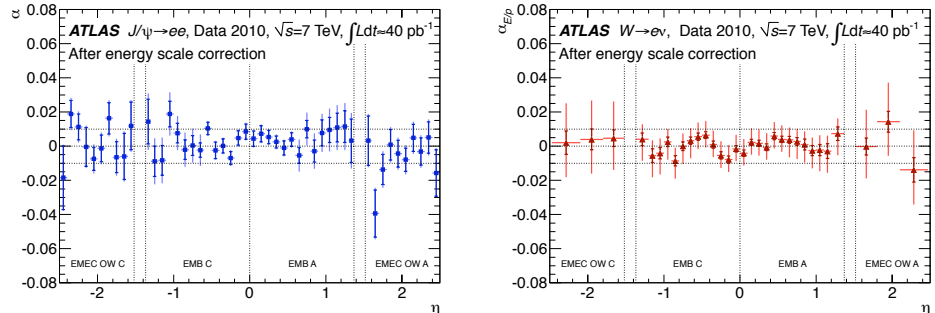 α
ATLAS J/ψ→ee, Data 2010, √s=7 TeV, ∫Ldt≈40 pb⁻¹
After energy scale correction
0.08
0.06
0.04
0.02
0
-0.02
-0.04
-0.06
-0.08
EMEC OW C
EMB C
EMB A
EMEC OW A
-2
-1
0
1
2
η
α_E/p
ATLAS W→eν, Data 2010, √s=7 TeV, ∫Ldt≈40 pb⁻¹
After energy scale correction
0.08
0.06
0.04
0.02
0
-0.02
-0.04
-0.06
-0.08
EMEC OW C
EMB C
EMB A
EMEC OW A
-2
-1
0
1
2
η